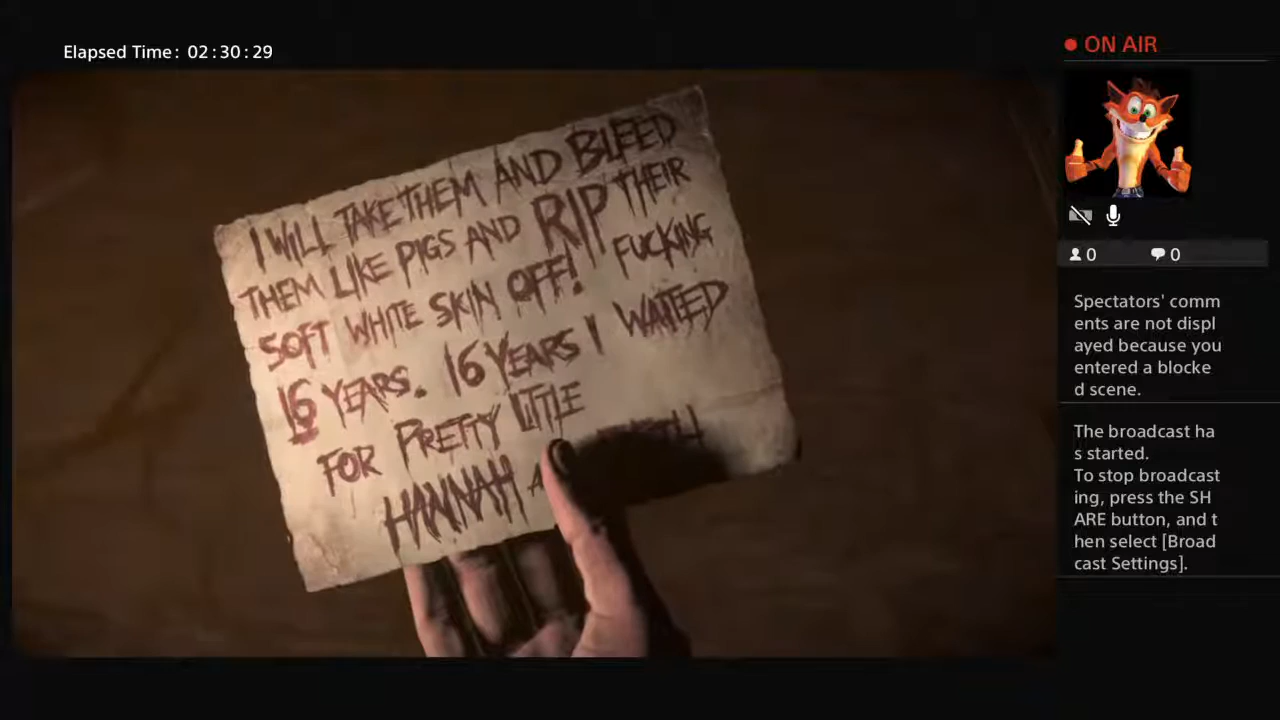 Elapsed Time: 02:30:29
ON AIR
I WILL TAKE THEM AND BLEED
THEM LIKE PIGS AND RIP THEIR
SOFT WHITE SKIN OFF! FUCKING
16 YEARS. 16 YEARS I WAITED
FOR PRETTY LITTLE
HANNAH
0 0
Spectators' comm
ents are not displ
ayed because you
entered a blocke
d scene.
The broadcast ha
s started.
To stop broadcast
ing, press the SH
ARE button, and t
hen select [Broad
cast Settings].